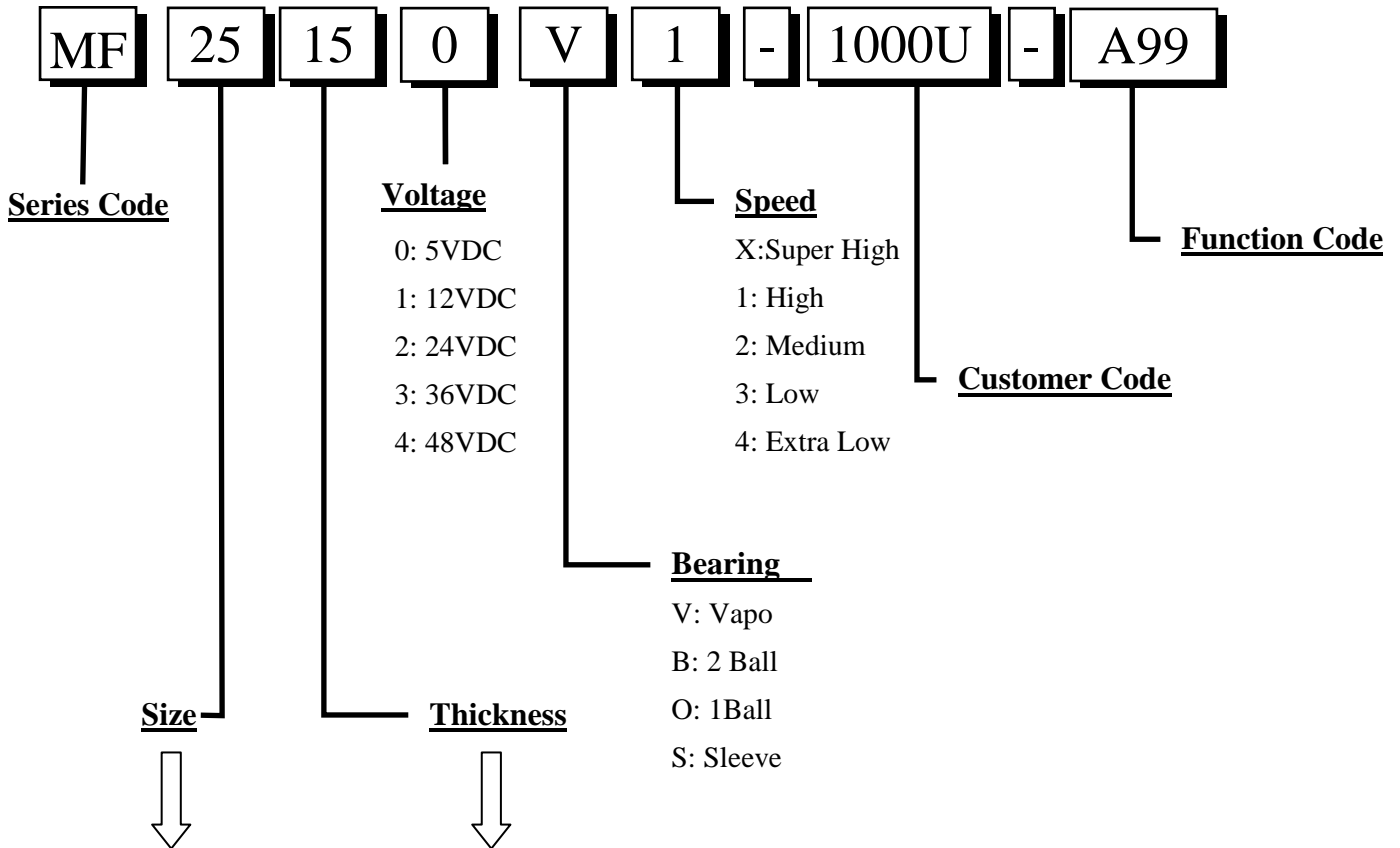 MF 25 15 0 V 1 - 1000U - A99
Series Code
Voltage
0: 5VDC
1: 12VDC
2: 24VDC
3: 36VDC
4: 48VDC
Speed
X:Super High
1: High
2: Medium
3: Low
4: Extra Low
Function Code
Customer Code
Bearing
V: Vapo
B: 2 Ball
O: 1Ball
S: Sleeve
Size
Thickness